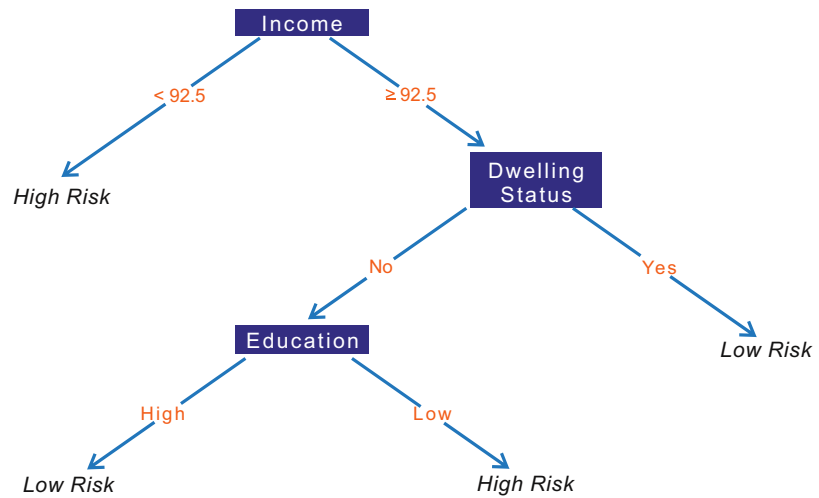 Income
< 92.5
≥ 92.5
Dwelling
Status
High Risk
No
Yes
Education
Low Risk
High
Low
Low Risk
High Risk